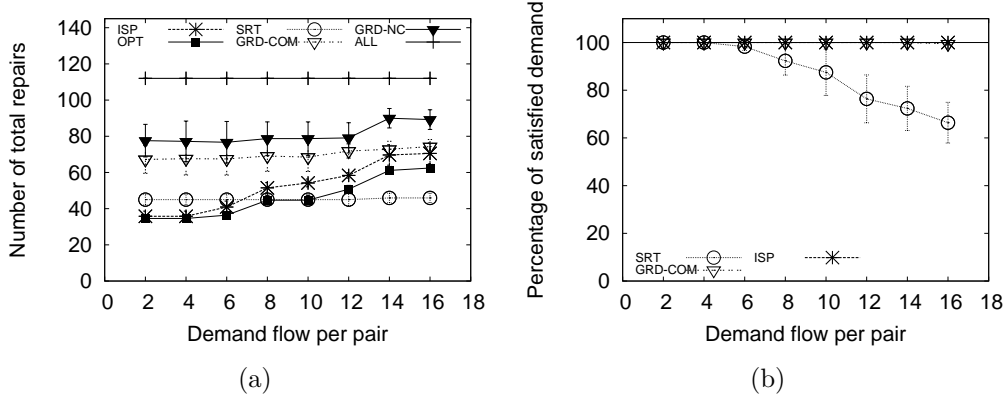 ISP SRT GRD-NC
OPT GRD-COM ALL
Number of total repairs
140
120
100
80
60
40
20
0
0 2 4 6 8 10 12 14 16 18
Demand flow per pair
(a)
Percentage of satisfied demand
100
80
60
40
20
0
SRT ISP
GRD-COM
0 2 4 6 8 10 12 14 16 18
Demand flow per pair
(b)